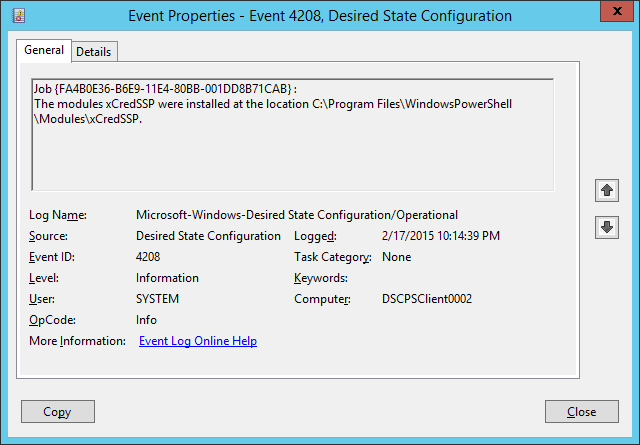 Event Properties - Event 4208, Desired State Configuration
x
General Details
Job {FA4B0E36-B6E9-11E4-80BB-001DD8B71CAB} :
The modules xCredSSP were installed at the location C:\Program Files\WindowsPowerShell
\Modules\xCredSSP.
Log Name: Microsoft-Windows-Desired State Configuration/Operational
Source: Desired State Configuration Logged: 2/17/2015 10:14:39 PM
Event ID: 4208 Task Category: None
Level: Information Keywords:
User: SYSTEM Computer: DSCPSClient0002
OpCode: Info
More Information: Event Log Online Help
Copy Close